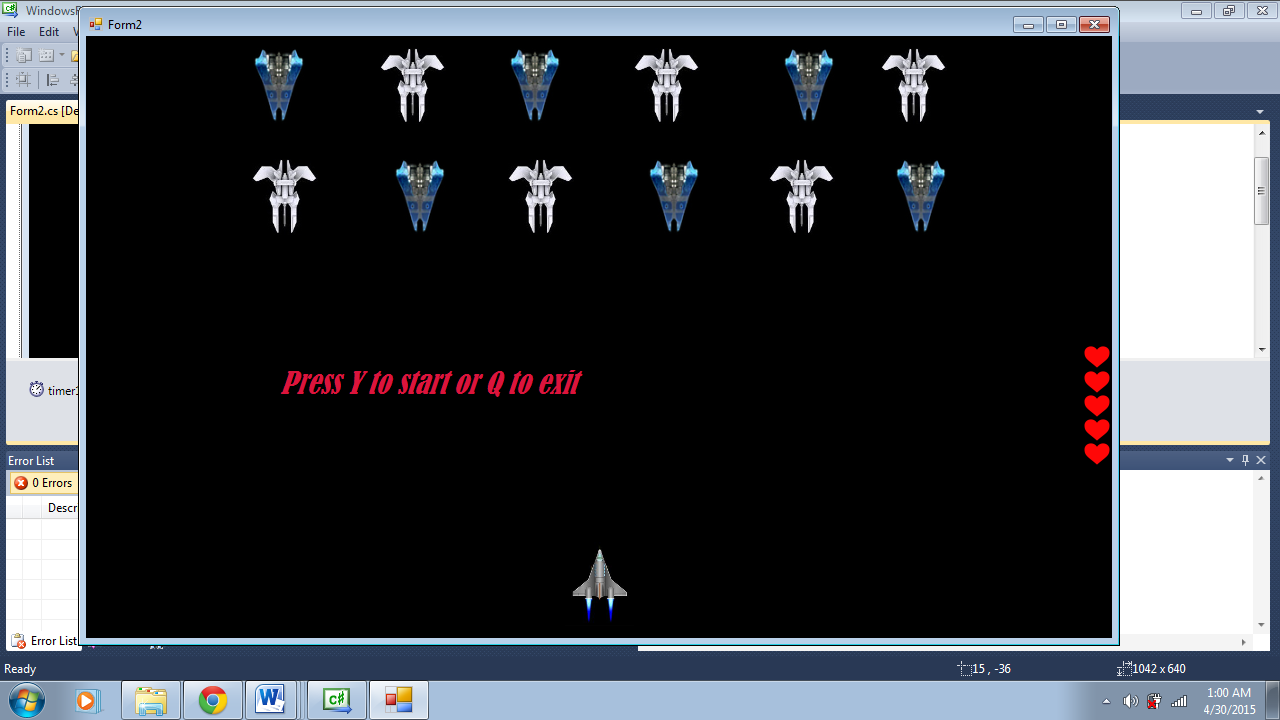 WindowsF
Form2
File Edit V
Form2.cs [De
Press Y to start or Q to exit
timer1
Error List
0 Errors
Descr
Error List
Ready
15 , -36
1042 x 640
W
C#
1:00 AM
4/30/2015